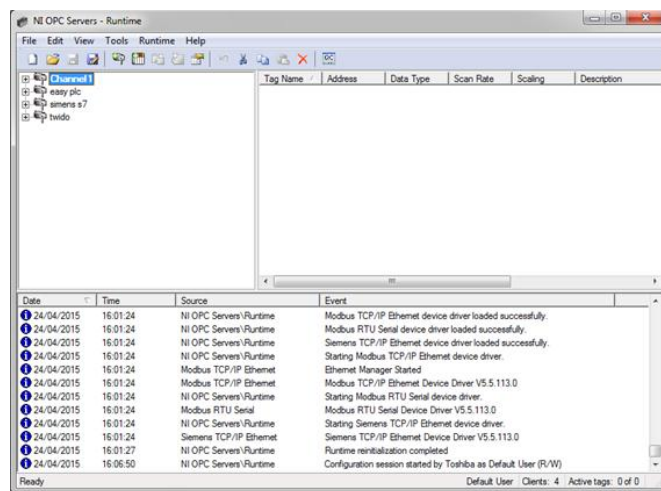 NI OPC Servers - Runtime
File Edit View Tools Runtime Help
Channel1
easy plc
simens s7
twido
Tag Name Address Data Type Scan Rate Scaling Description
Date Time Source Event
24/04/2015 16:01:24 NI OPC Servers\Runtime Modbus TCP/IP Ethernet device driver loaded successfully.
24/04/2015 16:01:24 NI OPC Servers\Runtime Modbus RTU Serial device driver loaded successfully.
24/04/2015 16:01:24 NI OPC Servers\Runtime Siemens TCP/IP Ethernet device driver loaded successfully.
24/04/2015 16:01:24 NI OPC Servers\Runtime Starting Modbus TCP/IP Ethernet device driver.
24/04/2015 16:01:24 Modbus TCP/IP Ethernet Ethernet Manager Started
24/04/2015 16:01:24 Modbus TCP/IP Ethernet Modbus TCP/IP Ethernet Device Driver V5.5.113.0
24/04/2015 16:01:24 NI OPC Servers\Runtime Starting Modbus RTU Serial device driver.
24/04/2015 16:01:24 Modbus RTU Serial Modbus RTU Serial Device Driver V5.5.113.0
24/04/2015 16:01:24 NI OPC Servers\Runtime Starting Siemens TCP/IP Ethernet device driver.
24/04/2015 16:01:24 Siemens TCP/IP Ethernet Siemens TCP/IP Ethernet Device Driver V5.5.113.0
24/04/2015 16:01:27 NI OPC Servers\Runtime Runtime reinitialization completed
24/04/2015 16:06:50 NI OPC Servers\Runtime Configuration session started by Toshiba as Default User (R/W)
Ready Default User Clients: 4 Active tags: 0 of 0